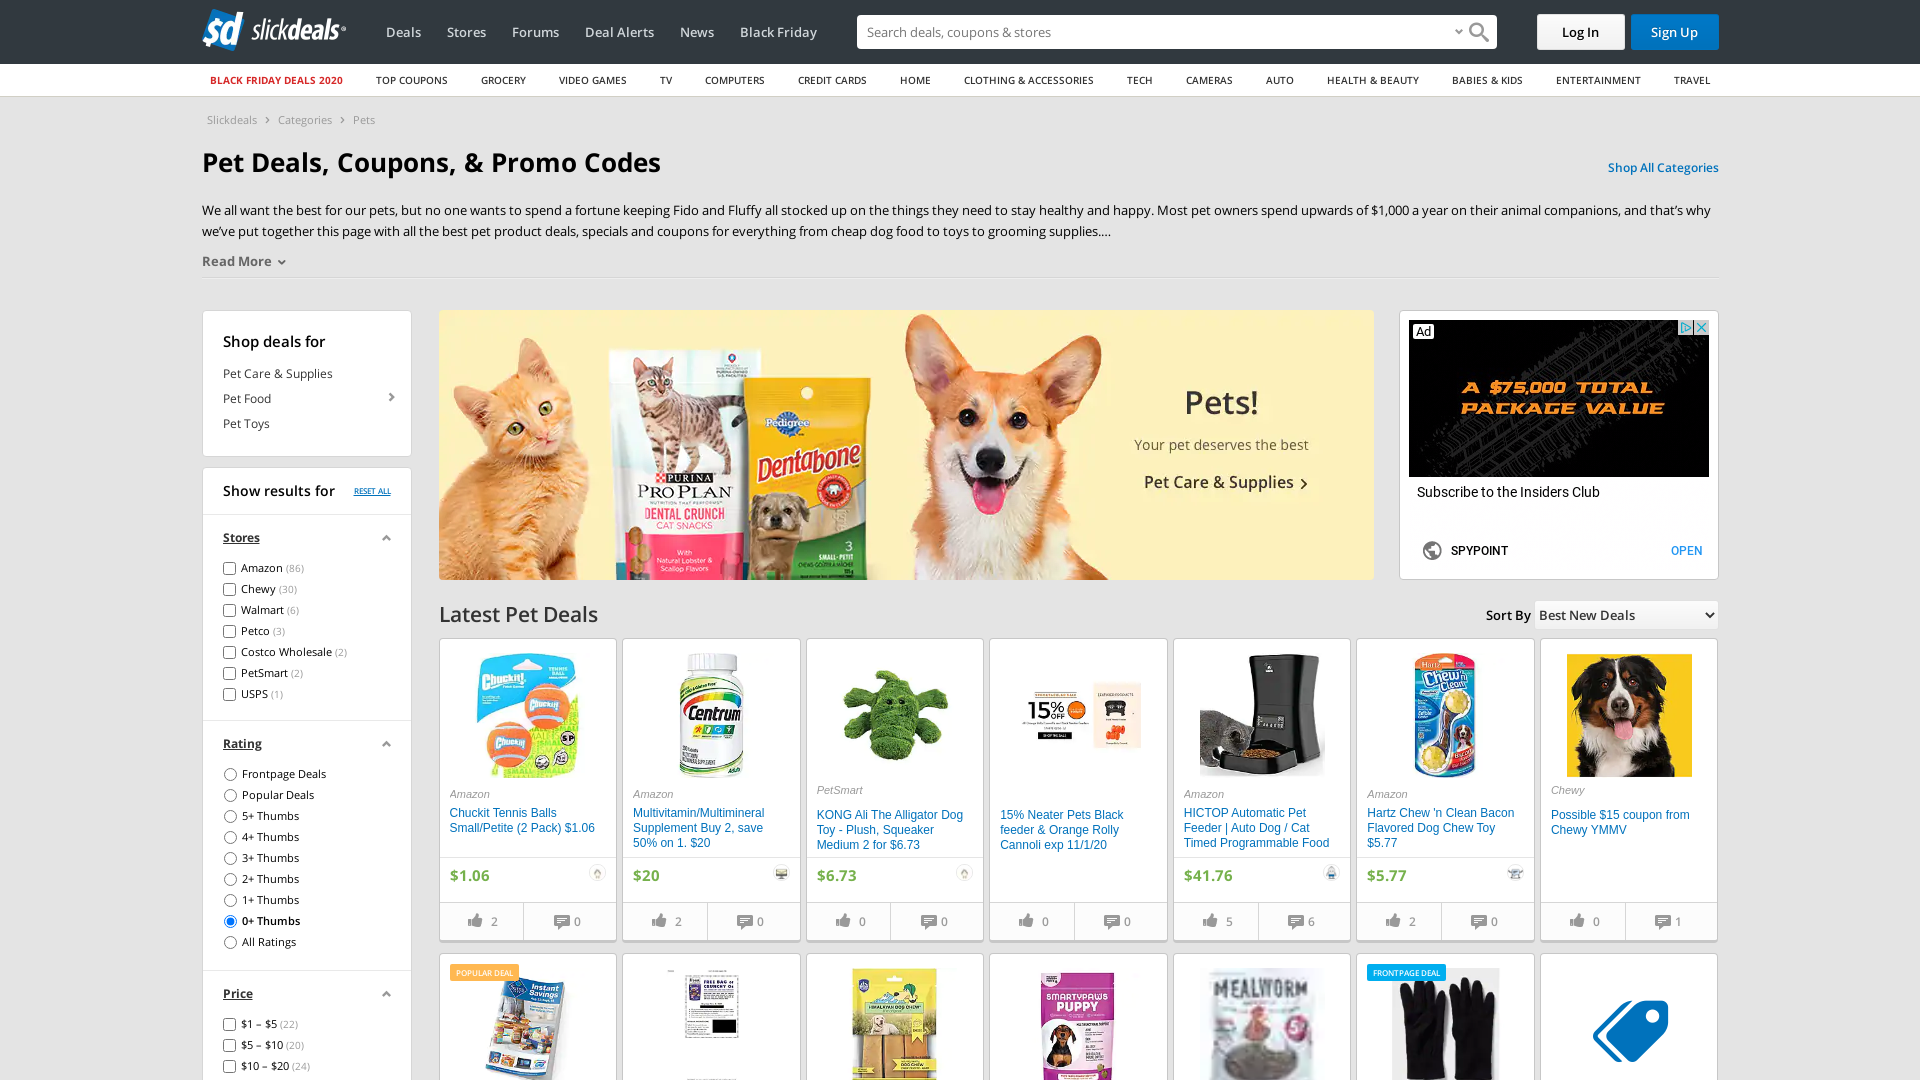 slickdeals
Deals
Stores
Forums
Deal Alerts
News
Black Friday
Search deals, coupons & stores
Log In
Sign Up
BLACK FRIDAY DEALS 2020
TOP COUPONS
GROCERY
VIDEO GAMES
TV
COMPUTERS
CREDIT CARDS
HOME
CLOTHING & ACCESSORIES
TECH
CAMERAS
AUTO
HEALTH & BEAUTY
BABIES & KIDS
ENTERTAINMENT
TRAVEL
Slickdeals > Categories > Pets
Pet Deals, Coupons, & Promo Codes
Shop All Categories
We all want the best for our pets, but no one wants to spend a fortune keeping Fido and Fluffy all stocked up on the things they need to stay healthy and happy. Most pet owners spend upwards of $1,000 a year on their animal companions, and that’s why
we’ve put together this page with all the best pet product deals, specials and coupons for everything from cheap dog food to toys to grooming supplies....
Read More
Shop deals for
Pet Care & Supplies
Pet Food
Pet Toys
Show results for
RESET ALL
Stores
Amazon (86)
Chewy (30)
Walmart (6)
Petco (3)
Costco Wholesale (2)
PetSmart (2)
USPS (1)
Rating
Frontpage Deals
Popular Deals
5+ Thumbs
4+ Thumbs
3+ Thumbs
2+ Thumbs
1+ Thumbs
0+ Thumbs
All Ratings
Price
$1 – $5 (22)
$5 – $10 (20)
$10 – $20 (24)
PURINA
PRO PLAN
DENTAL CRUNCH
CAT SNACKS
With
Natural Lobster &
Scallop Flavors
Pedigree
Dentabone
3
SMALL-PETIT
Pets!
Your pet deserves the best
Pet Care & Supplies
Ad
A $75,000 TOTAL
PACKAGE VALUE
Subscribe to the Insiders Club
SPYPOINT
OPEN
Latest Pet Deals
Sort By
Best New Deals
Chuckit!
Amazon
Chuckit Tennis Balls
Small/Petite (2 Pack) $1.06
$1.06
2
0
Centrum
Amazon
Multivitamin/Multimineral
Supplement Buy 2, save
50% on 1. $20
$20
2
0
PetSmart
KONG Ali The Alligator Dog
Toy - Plush, Squeaker
Medium 2 for $6.73
$6.73
0
0
15% OFF
15% Neater Pets Black
feeder & Orange Rolly
Cannoli exp 11/1/20
0
0
Amazon
HICTOP Automatic Pet
Feeder | Auto Dog / Cat
Timed Programmable Food
$41.76
5
6
Hartz
Chew 'n Clean
Amazon
Hartz Chew 'n Clean Bacon
Flavored Dog Chew Toy
$5.77
$5.77
2
0
Chewy
Possible $15 coupon from
Chewy YMMV
0
1
POPULAR DEAL
Instant
Savings
FREE BAG
HIMALAYAN DOG CHEW
SMARTYPAWS
PUPPY
MEALWORM
FRONTPAGE DEAL